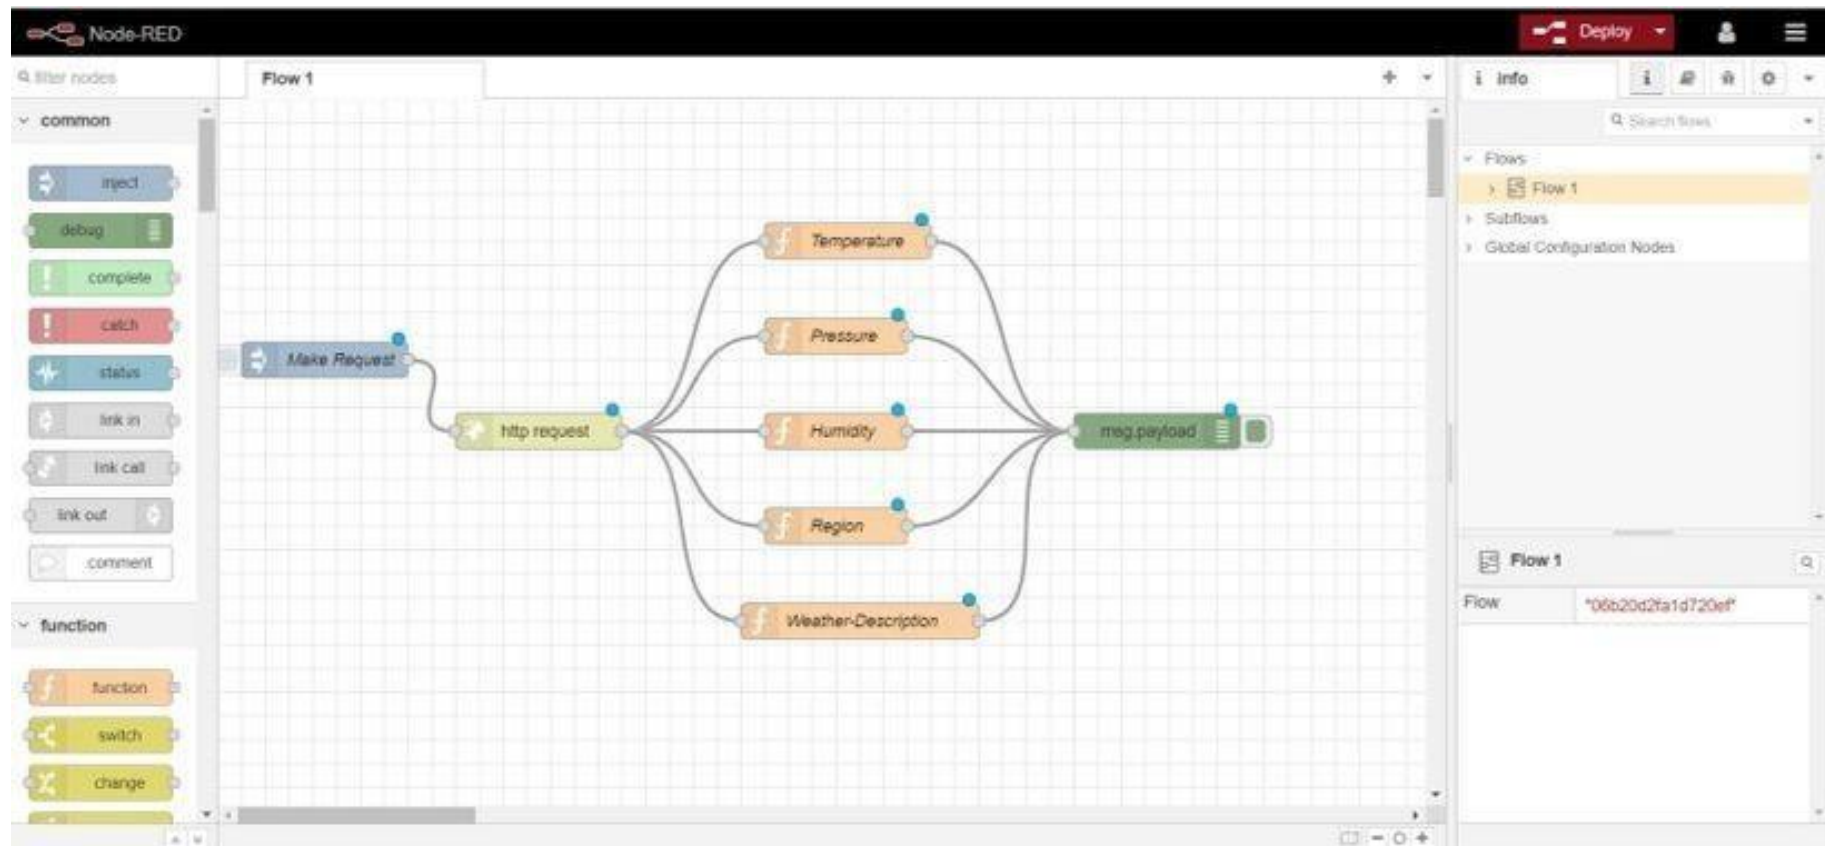 Node-RED
Deploy
filter nodes
Flow 1
info
Search flows
common
inject
debug
complete
catch
status
link in
link call
link out
comment
function
function
switch
change
Make Request
http request
Temperature
Pressure
Humidity
Region
Weather-Description
msg.payload
Flows
Flow 1
Subflows
Global Configuration Nodes
Flow 1
Flow "06b20d2fa1d720ef"